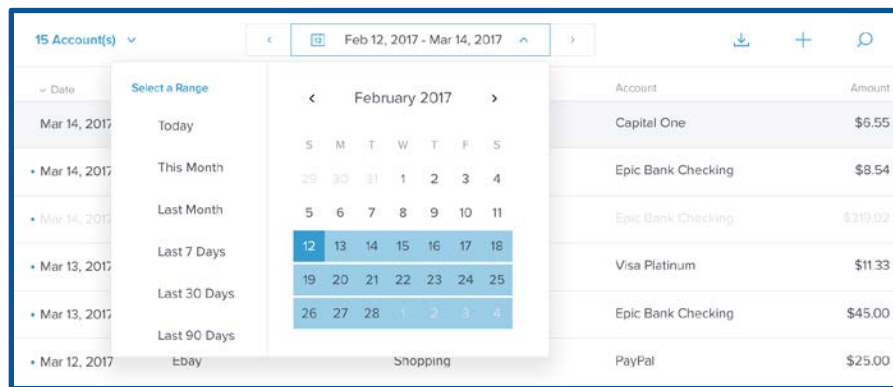 15 Account(s)
12
Feb 12, 2017 - Mar 14, 2017
Date
Select a Range
February 2017
Account
Amount
Mar 14, 2017
Today
Capital One
$6.55
S M T W T F S
Mar 14, 2017
This Month
29 30 31 1 2 3 4
Epic Bank Checking
$8.54
Mar 14, 2017
Last Month
5 6 7 8 9 10 11
Epic Bank Checking
$319.02
Last 7 Days
12 13 14 15 16 17 18
Mar 13, 2017
19 20 21 22 23 24 25
Visa Platinum
$11.33
Last 30 Days
Mar 13, 2017
26 27 28 1 2 3 4
Epic Bank Checking
$45.00
Last 90 Days
Mar 12, 2017
Ebay
Shopping
PayPal
$25.00